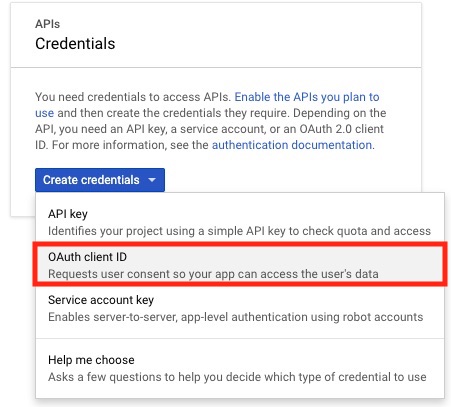 APIs
Credentials
You need credentials to access APIs. Enable the APIs you plan to
use and then create the credentials they require. Depending on the
API, you need an API key, a service account, or an OAuth 2.0 client
ID. For more information, see the authentication documentation.
Create credentials
API key
Identifies your project using a simple API key to check quota and access
OAuth client ID
Requests user consent so your app can access the user's data
Service account key
Enables server-to-server, app-level authentication using robot accounts
Help me choose
Asks a few questions to help you decide which type of credential to use